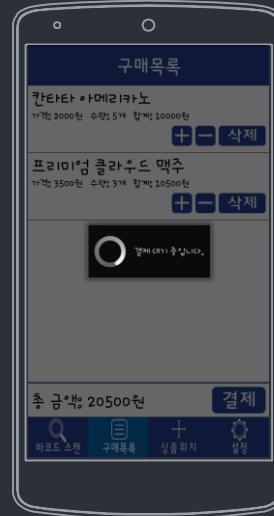 구매목록
칸타타 아메리카노
가격: 2000원 수량: 5개 합계: 10000원
+ - 삭제
프리미엄 클라우드 맥주
가격: 3500원 수량: 3개 합계: 10500원
+ - 삭제
결제 대기 중입니다.
총 금액: 20500원 결제
바코드 스캔 구매목록 상품위치 설정